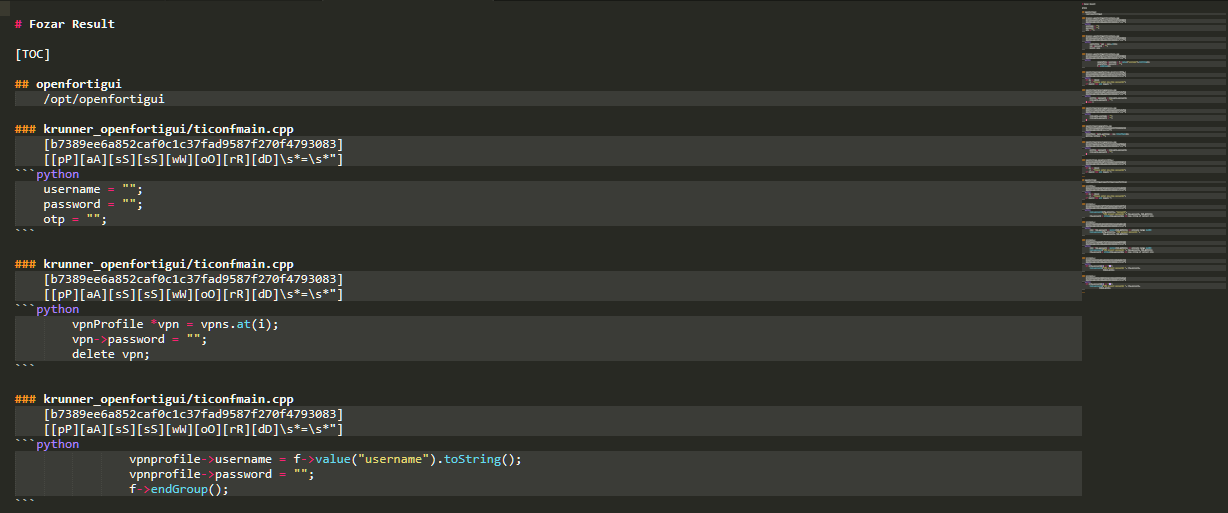 # Fozar Result
[TOC]
## openfortigui
/opt/openfortigui
### krunner_openfortigui/ticonfmain.cpp
[b7389ee6a852caf0c1c37fad9587f270f4793083]
[[pP][aA][sS][sS][wW][oO][rR][dD]\s*=\s*"]
```python
username = "";
password = "";
otp = "";
```
### krunner_openfortigui/ticonfmain.cpp
[b7389ee6a852caf0c1c37fad9587f270f4793083]
[[pP][aA][sS][sS][wW][oO][rR][dD]\s*=\s*"]
```python
vpnProfile *vpn = vpns.at(i);
vpn->password = "";
delete vpn;
```
### krunner_openfortigui/ticonfmain.cpp
[b7389ee6a852caf0c1c37fad9587f270f4793083]
[[pP][aA][sS][sS][wW][oO][rR][dD]\s*=\s*"]
```python
vpnprofile->username = f->value("username").toString();
vpnprofile->password = "";
f->endGroup();
```